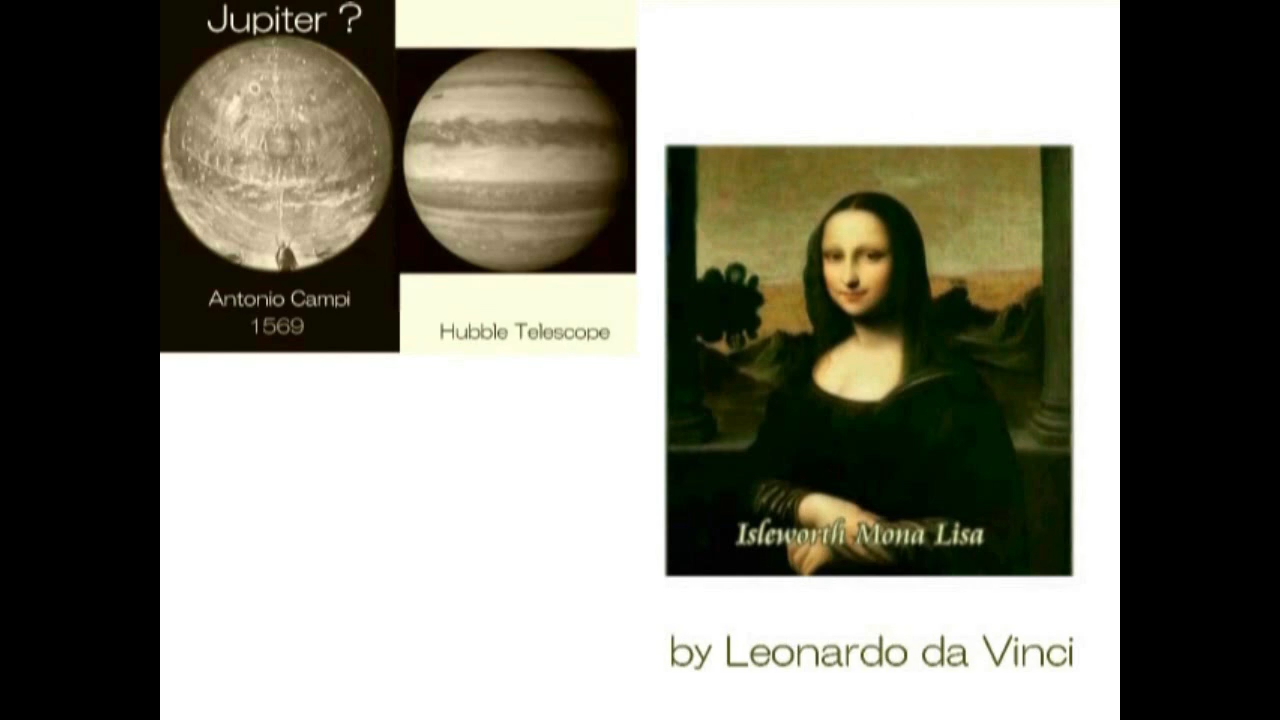 Jupiter ?
Antonio Campi
1569
Hubble Telescope
Isleworth Mona Lisa
by Leonardo da Vinci